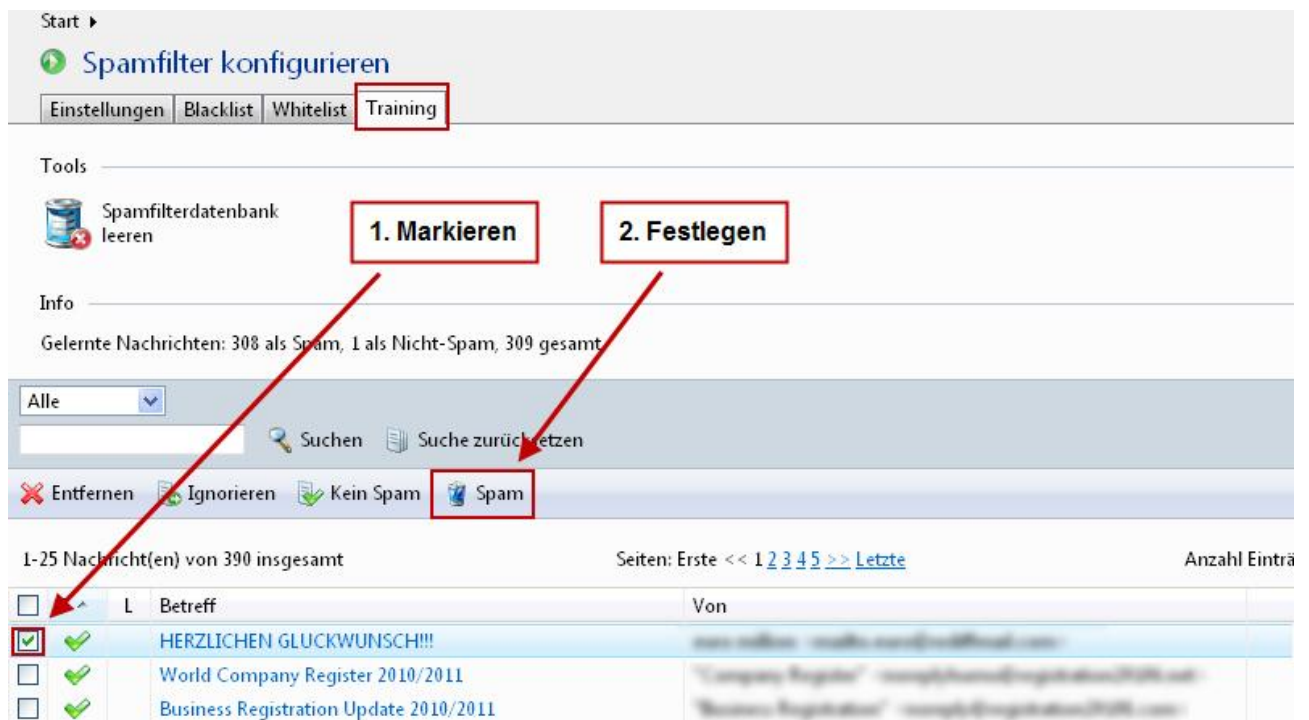 Start
Spamfilter konfigurieren
Einstellungen Blacklist Whitelist Training
Tools
Spamfilterdatenbank
leeren
1. Markieren
2. Festlegen
Info
Gelernte Nachrichten: 308 als Spam, 1 als Nicht-Spam, 309 gesamt
Alle
Suchen Suche zurücksetzen
Entfernen Ignorieren Kein Spam Spam
1-25 Nachricht(en) von 390 insgesamt Seiten: Erste << 1 2 3 4 5 >> Letzte Anzahl Einträ
L Betreff Von
HERZLICHEN GLUCKWUNSCH!!!
World Company Register 2010/2011
Business Registration Update 2010/2011